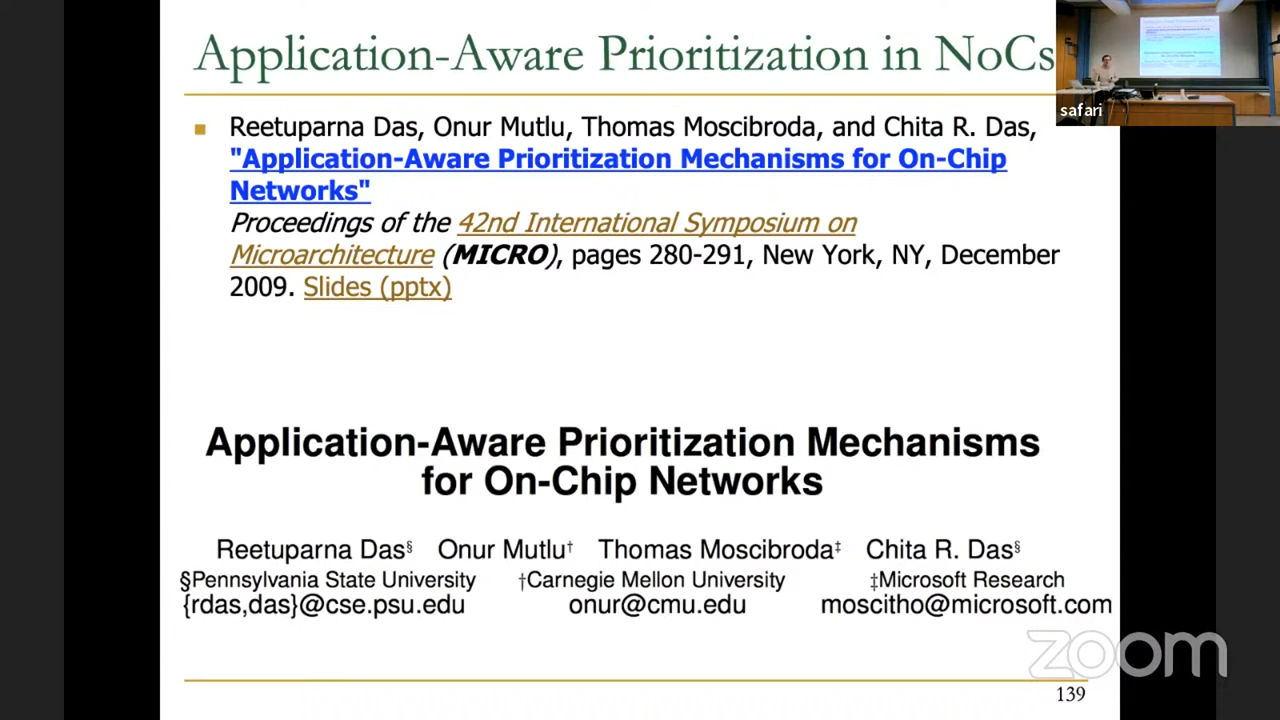 Application-Aware Prioritization in NoCs
safari
Reetuparna Das, Onur Mutlu, Thomas Moscibroda, and Chita R. Das,
"Application-Aware Prioritization Mechanisms for On-Chip
Networks"
Proceedings of the 42nd International Symposium on
Microarchitecture (MICRO), pages 280-291, New York, NY, December
2009. Slides (pptx)
Application-Aware Prioritization Mechanisms
for On-Chip Networks
Reetuparna Das§ Onur Mutlu† Thomas Moscibroda‡ Chita R. Das§
§Pennsylvania State University †Carnegie Mellon University ‡Microsoft Research
{rdas,das}@cse.psu.edu onur@cmu.edu moscitho@microsoft.com
zoom
139